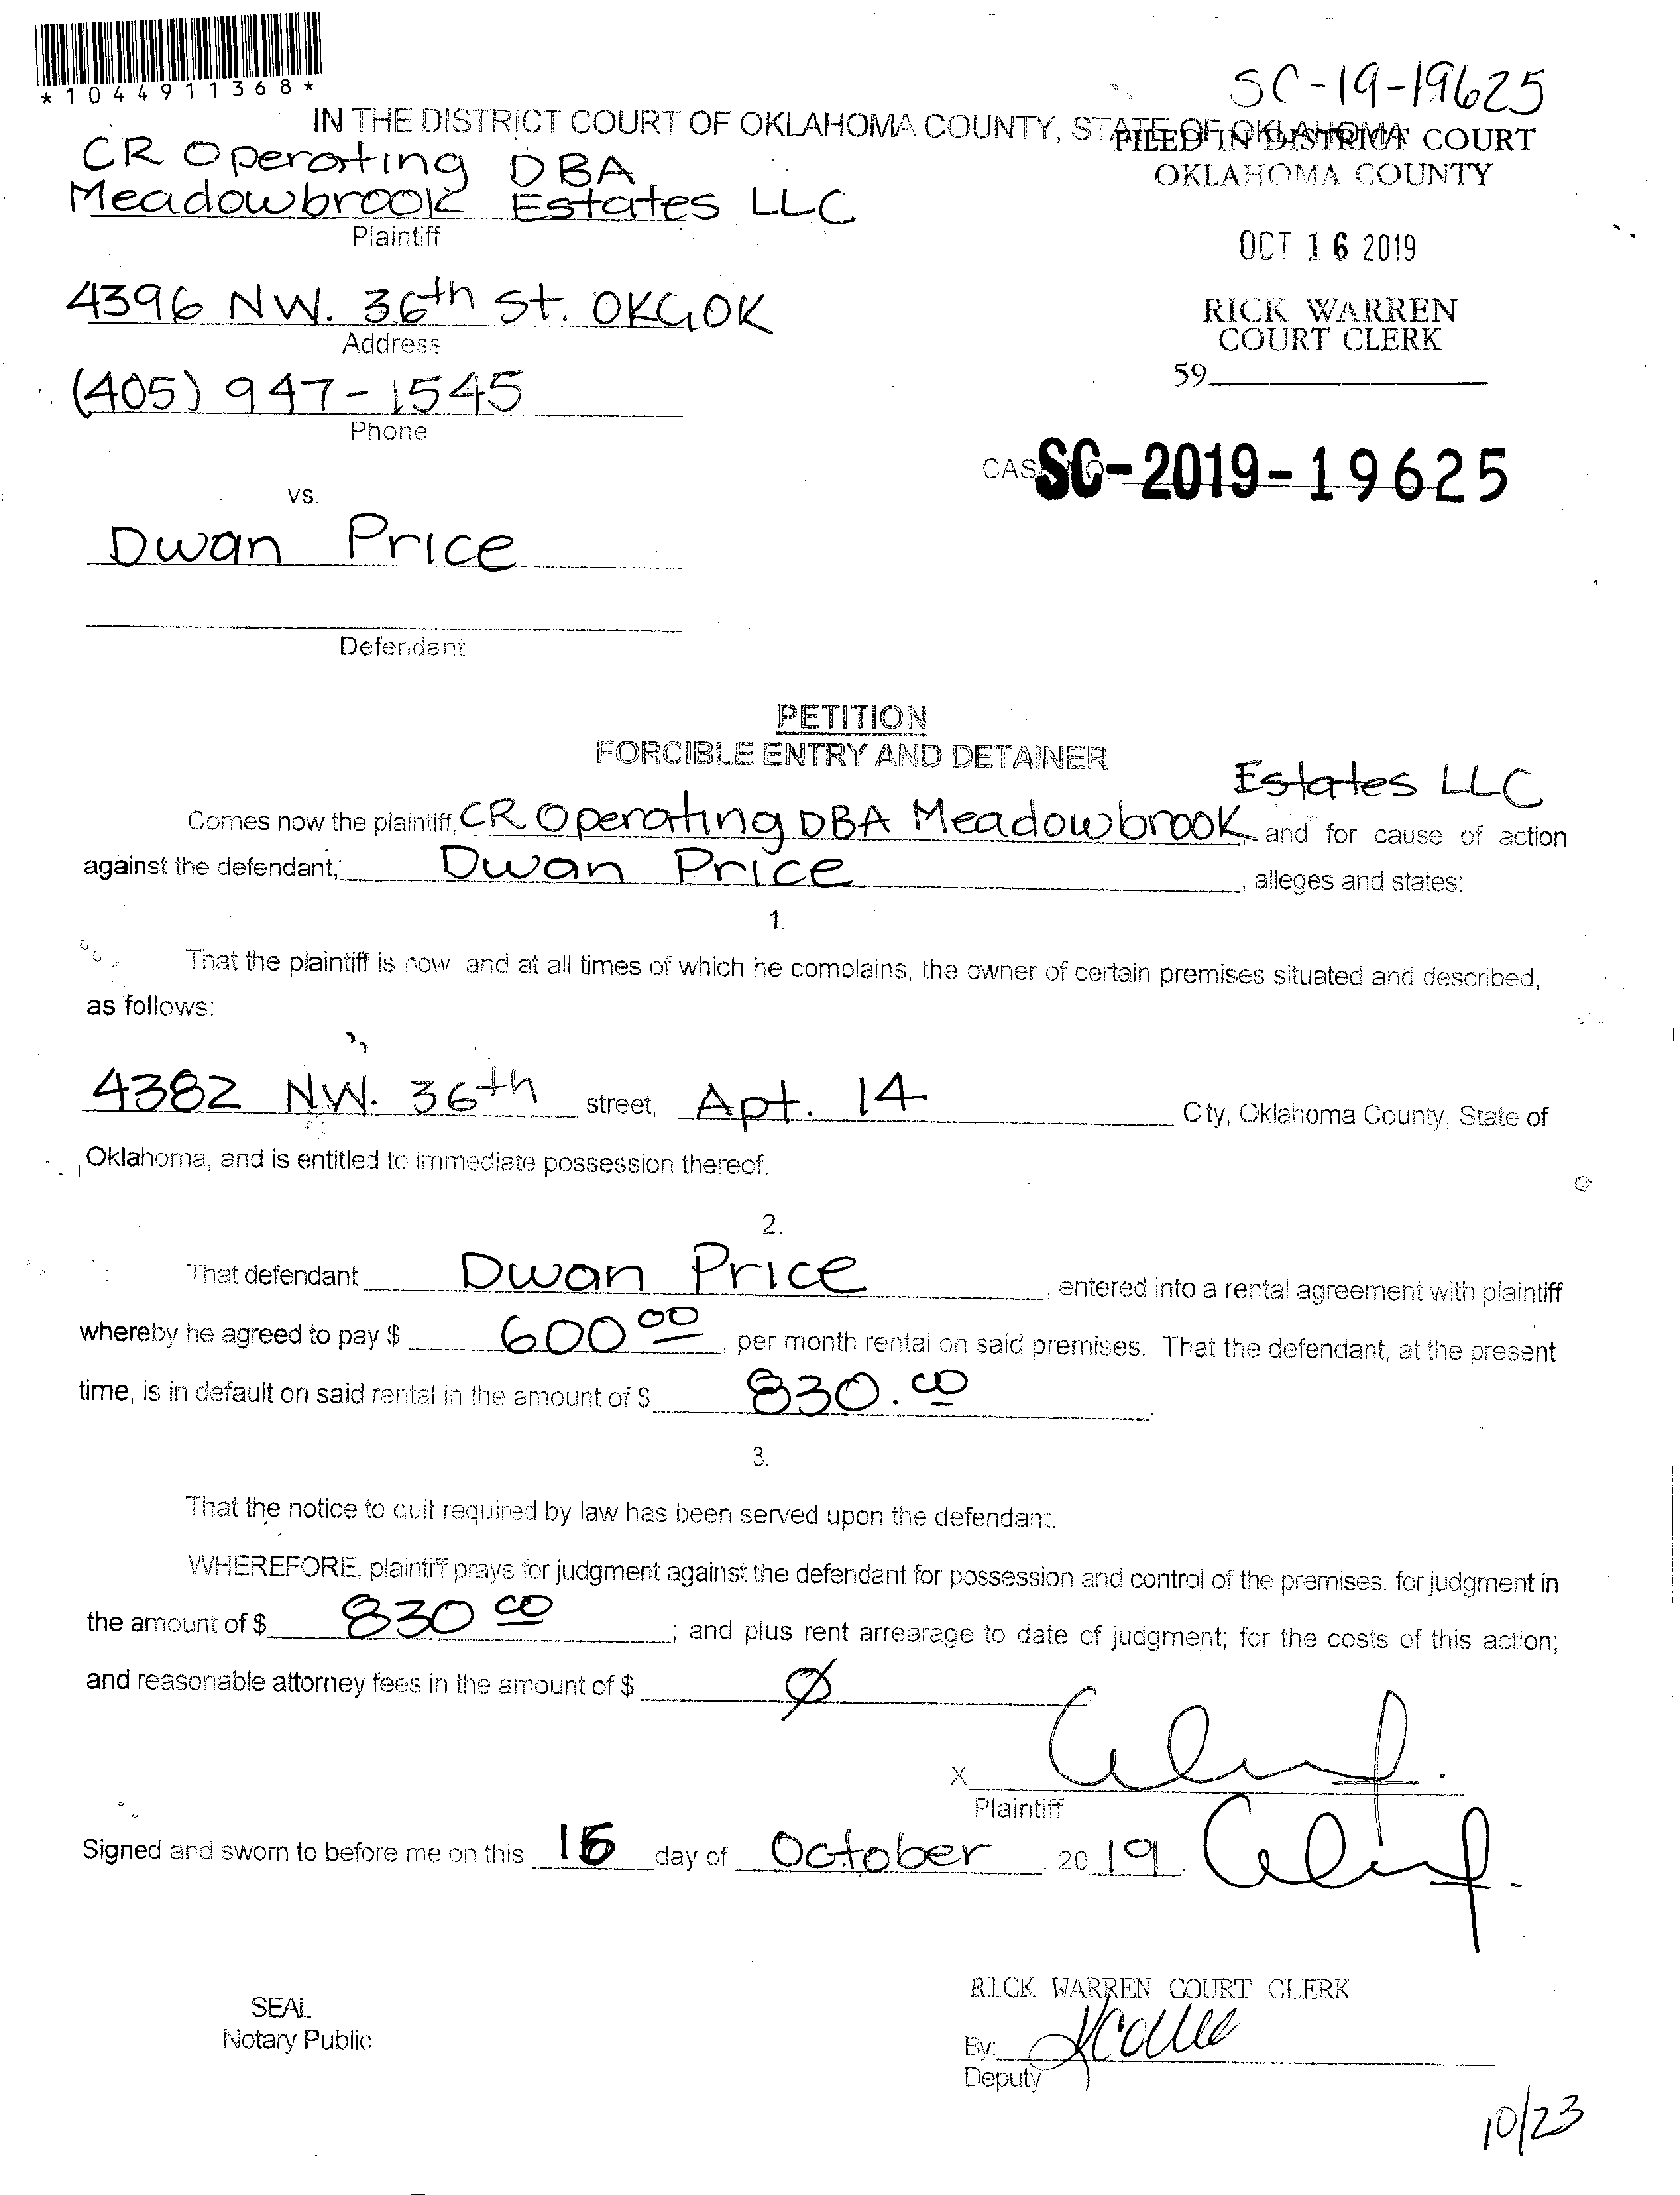 *1044911368*
SC-19-19625
IN THE DISTRICT COURT OF OKLAHOMA COUNTY, STATE OF OKLAHOMA
FILED IN DISTRICT COURT
OKLAHOMA COUNTY
CR Operating DBA
Meadowbrook Estates LLC
Plaintiff
OCT 16 2019
4396 NW. 36th St. OKC, OK
Address
RICK WARREN
COURT CLERK
59
(405) 947-1545
Phone
SC-2019-19625
vs.
Dwan Price
Defendant
PETITION
FORCIBLE ENTRY AND DETAINER
Estates LLC
Comes now the plaintiff, CR Operating DBA Meadowbrook, and for cause of action
against the defendant, Dwan Price, alleges and states:
1.
That the plaintiff is now and at all times of which he complains, the owner of certain premises situated and described,
as follows:
4382 NW. 36th street, Apt. 14 City, Oklahoma County, State of
Oklahoma, and is entitled to immediate possession thereof.
2.
That defendant Dwan Price, entered into a rental agreement with plaintiff
whereby he agreed to pay $ 600 00, per month rental on said premises. That the defendant, at the present
time, is in default on said rental in the amount of $ 830.00.
3.
That the notice to quit required by law has been served upon the defendant.
WHEREFORE, plaintiff prays for judgment against the defendant for possession and control of the premises, for judgment in
the amount of $ 830 00; and plus rent arrearage to date of judgment; for the costs of this action;
and reasonable attorney fees in the amount of $ Ø
X
Plaintiff
Signed and sworn to before me on this 16 day of October 2019.
RICK WARREN COURT CLERK
SEAL
Notary Public
By:
Deputy
10/23